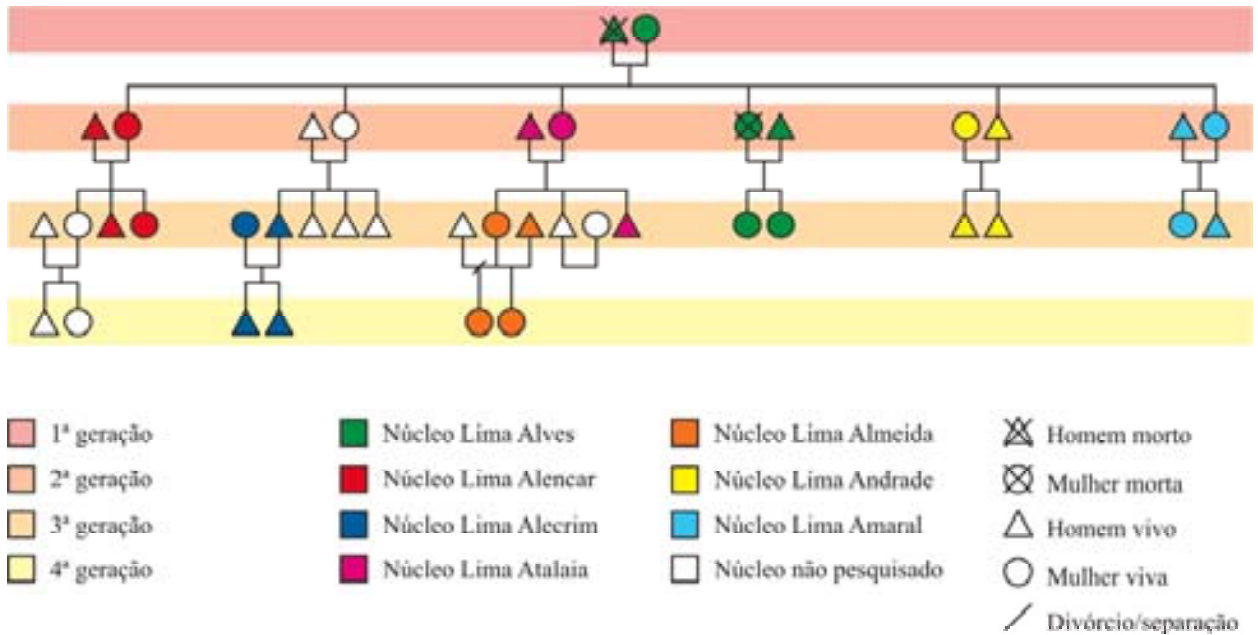 1ª geração
2ª geração
3ª geração
4ª geração
Núcleo Lima Alves
Núcleo Lima Alencar
Núcleo Lima Alecrim
Núcleo Lima Atalaia
Núcleo Lima Almeida
Núcleo Lima Andrade
Núcleo Lima Amaral
Núcleo não pesquisado
Homem morto
Mulher morta
Homem vivo
Mulher viva
Divórcio/separação